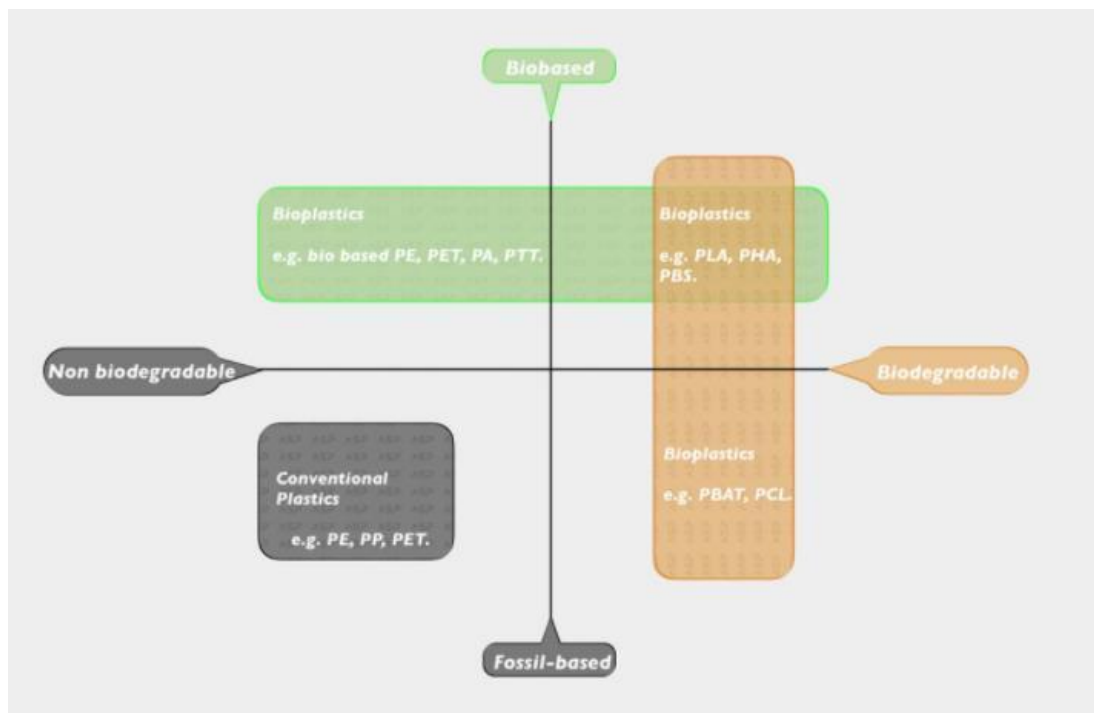 Biobased
Bioplastics
e.g. bio based PE, PET, PA, PTT.
Bioplastics
e.g. PLA, PHA,
PBS.
Non biodegradable
Biodegradable
Conventional
Plastics
e.g. PE, PP, PET.
Bioplastics
e.g. PBAT, PCL.
Fossil-based